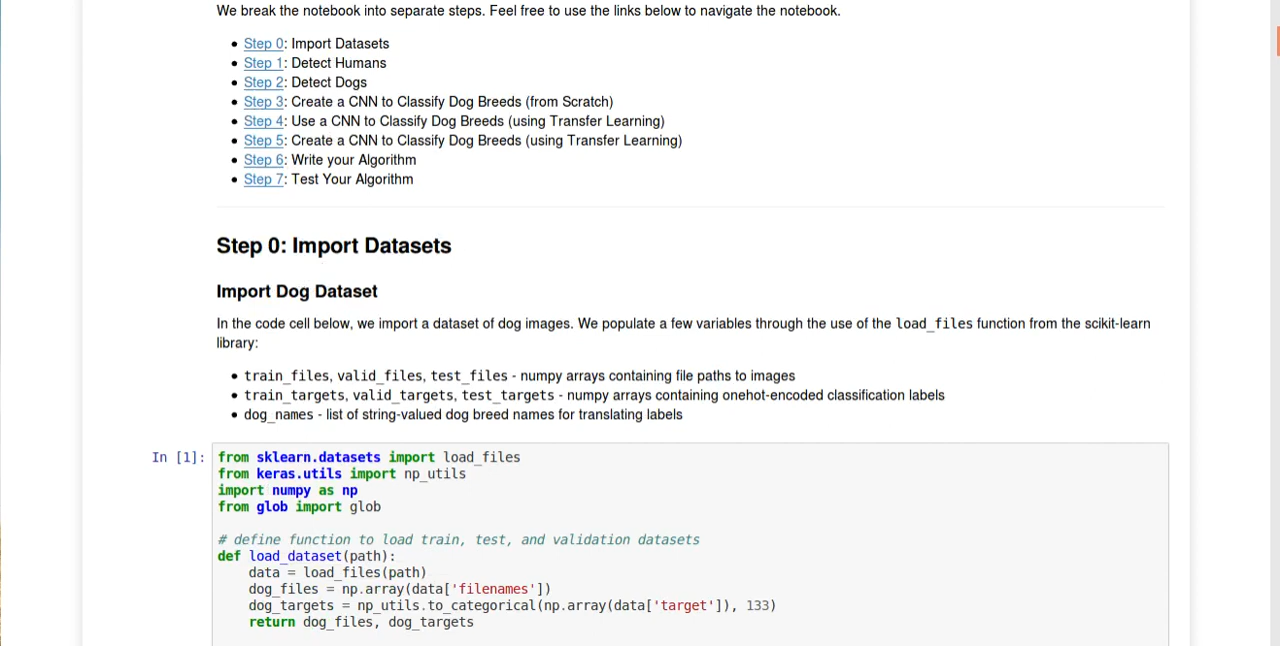 We break the notebook into separate steps. Feel free to use the links below to navigate the notebook.
• Step 0: Import Datasets
• Step 1: Detect Humans
• Step 2: Detect Dogs
• Step 3: Create a CNN to Classify Dog Breeds (from Scratch)
• Step 4: Use a CNN to Classify Dog Breeds (using Transfer Learning)
• Step 5: Create a CNN to Classify Dog Breeds (using Transfer Learning)
• Step 6: Write your Algorithm
• Step 7: Test Your Algorithm
Step 0: Import Datasets
Import Dog Dataset
In the code cell below, we import a dataset of dog images. We populate a few variables through the use of the load_files function from the scikit-learn
library:
• train_files, valid_files, test_files - numpy arrays containing file paths to images
• train_targets, valid_targets, test_targets - numpy arrays containing onehot-encoded classification labels
• dog_names - list of string-valued dog breed names for translating labels
In [1]: from sklearn.datasets import load_files
from keras.utils import np_utils
import numpy as np
from glob import glob
# define function to load train, test, and validation datasets
def load_dataset(path):
    data = load_files(path)
    dog_files = np.array(data['filenames'])
    dog_targets = np_utils.to_categorical(np.array(data['target']), 133)
    return dog_files, dog_targets